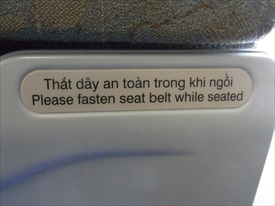 Thắt dây an toàn trong khi ngồi
Please fasten seat belt while seated